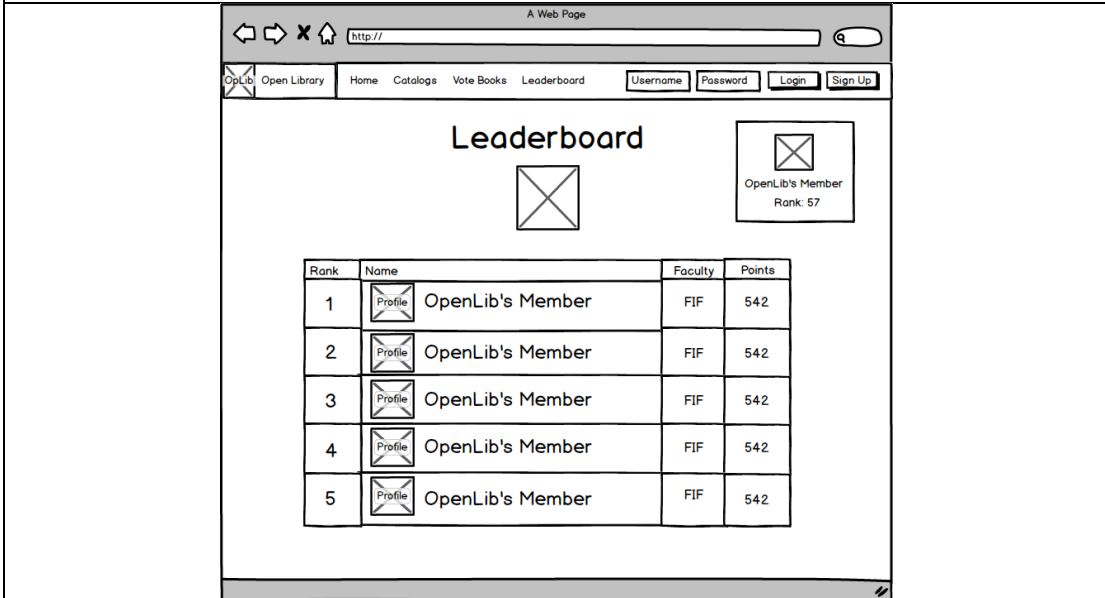 A Web Page
http://
OpLib Open Library Home Catalogs Vote Books Leaderboard Username Password Login Sign Up
Leaderboard
OpenLib's Member
Rank: 57
Rank Name Faculty Points
1 Profile OpenLib's Member FIF 542
2 Profile OpenLib's Member FIF 542
3 Profile OpenLib's Member FIF 542
4 Profile OpenLib's Member FIF 542
5 Profile OpenLib's Member FIF 542